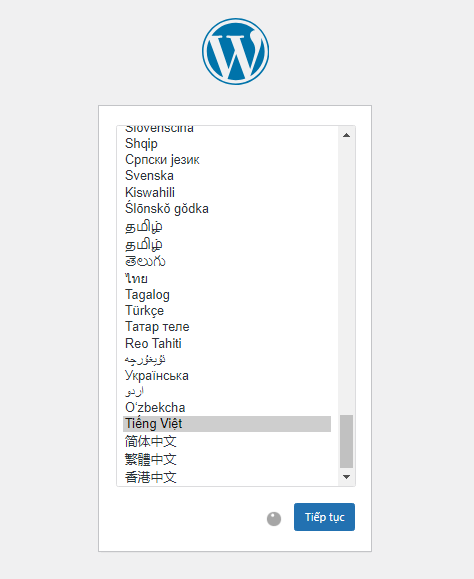 Slovenščina
Shqip
Српски језик
Svenska
Kiswahili
Ślōnskŏ gŏdka
தமிழ்
தமிழ்
తెలుగు
ไทย
Tagalog
Türkçe
Татар теле
Reo Tahiti
ئۇيغۇرچە
Українська
اردو
O‘zbekcha
Tiếng Việt
简体中文
繁體中文
香港中文
Tiếp tục